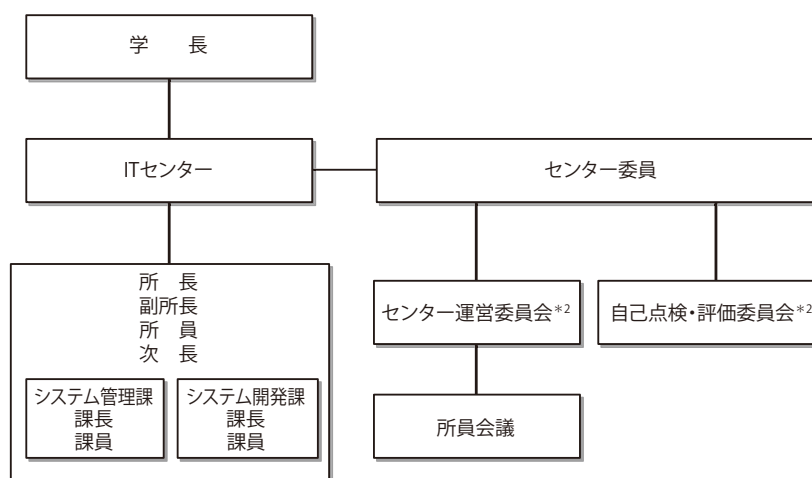 学　長
ITセンター
センター委員
所　長
副所長
所　員
次　長
システム管理課
課長
課員
システム開発課
課長
課員
センター運営委員会*2
自己点検・評価委員会*2
所員会議